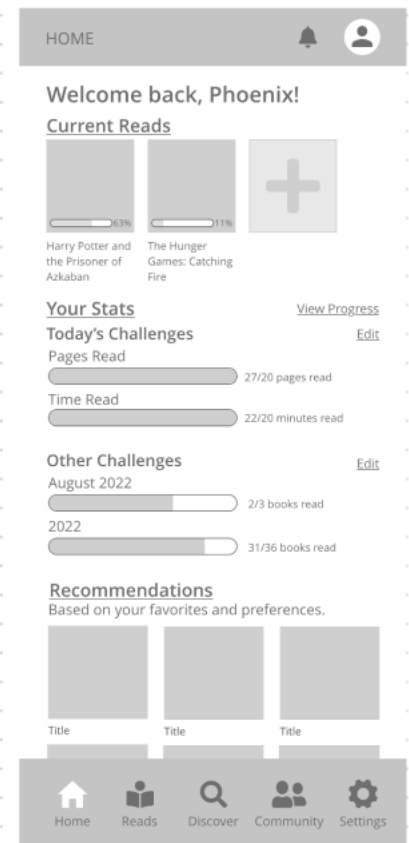 HOME
Welcome back, Phoenix!
Current Reads
63%
11%
Harry Potter and
the Prisoner of
Azkaban
The Hunger
Games: Catching
Fire
Your Stats
View Progress
Today's Challenges
Edit
Pages Read
27/20 pages read
Time Read
22/20 minutes read
Other Challenges
Edit
August 2022
2/3 books read
2022
31/36 books read
Recommendations
Based on your favorites and preferences.
Title
Title
Title
Home
Reads
Discover
Community
Settings